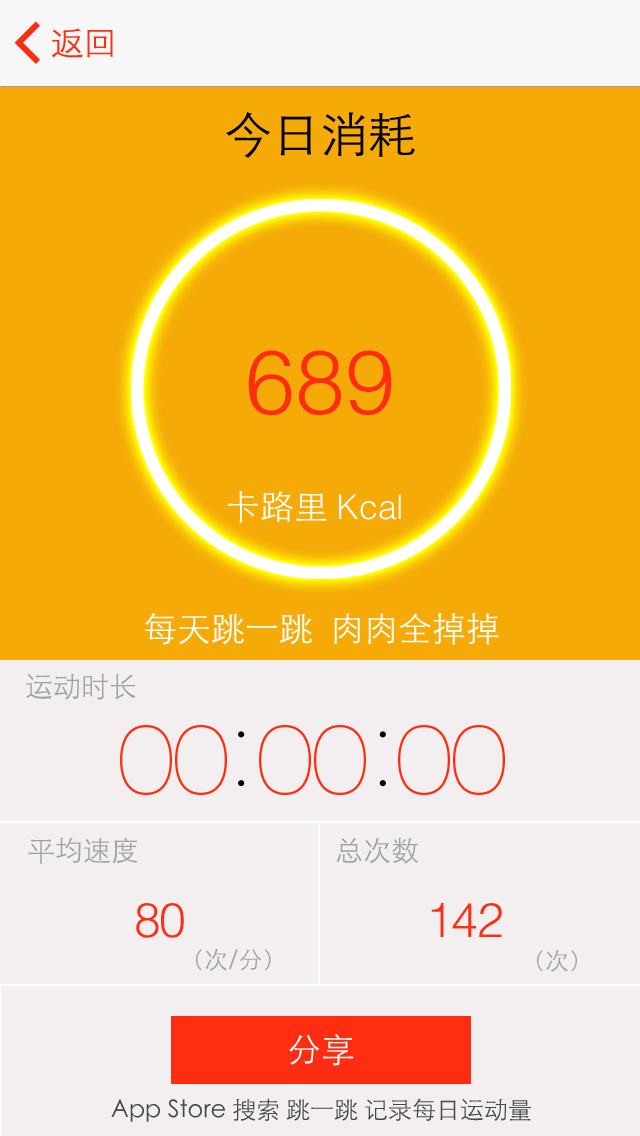 返回
今日消耗
689
卡路里 Kcal
每天跳一跳 肉肉全掉掉
运动时长
00:00:00
平均速度
80
（次/分）
总次数
142
（次）
分享
App Store 搜索 跳一跳 记录每日运动量